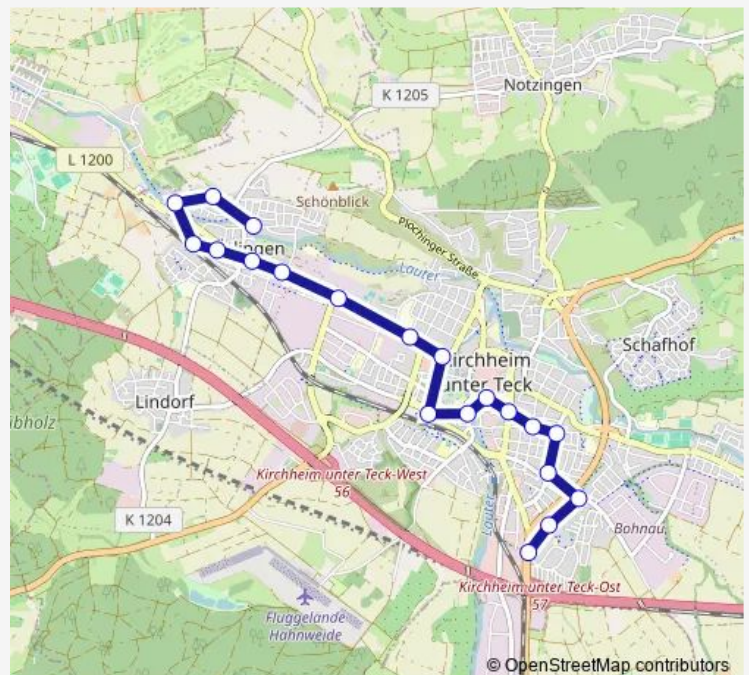 Notzingen
K 1205
L 1200
Schönblick
Plochinger Straße
Lauter
Kirchheim
unter Teck
Schafhof
Lindorf
Kirchheim unter Teck-West
56
K 1204
Lauter
Bohnau
Kirchheim unter Teck-Ost
57
Fluggelände
Hahnweide
© OpenStreetMap contributors